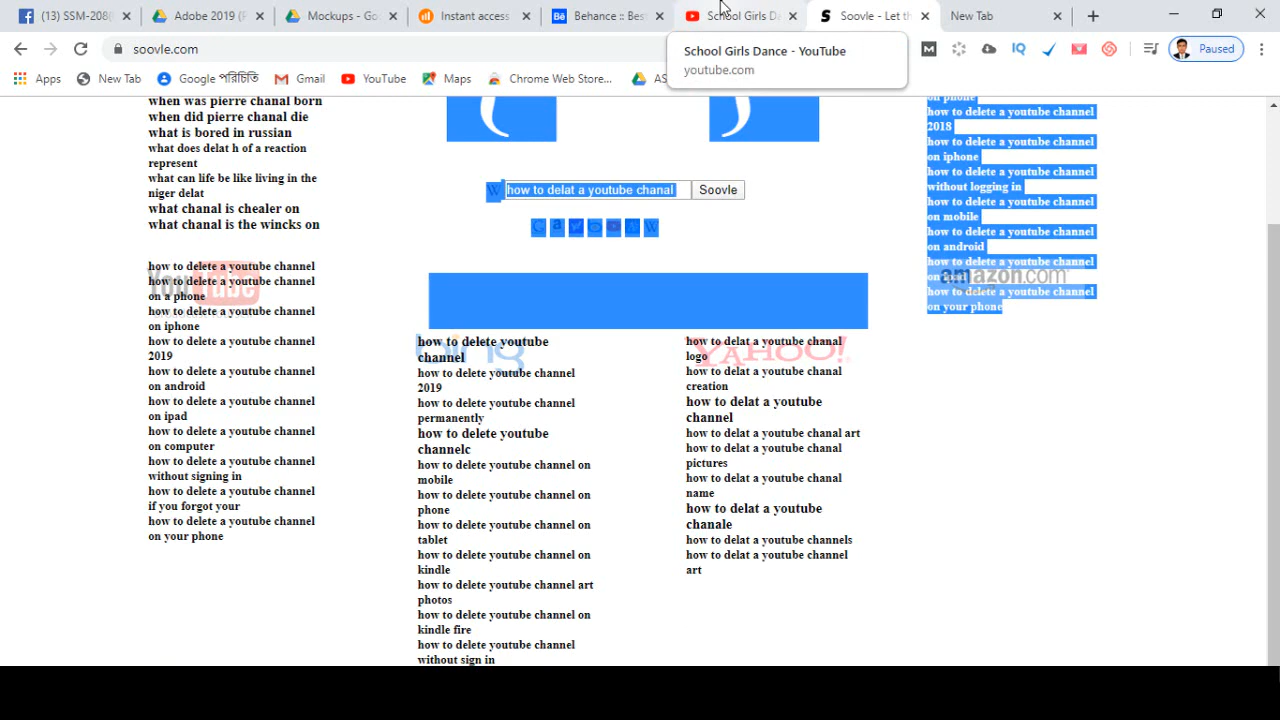 (13) SSM-208(
Adobe 2019 (
Mockups - Go
Instant access
Behance :: Bes
School Girls Da
Soovle - Let th
New Tab
soovle.com
School Girls Dance - YouTube
youtube.com
Paused
Apps
New Tab
Google পরিচিতি
Gmail
YouTube
Maps
Chrome Web Store...
AS
when was pierre chanal born
when did pierre chanal die
what is bored in russian
what does delat h of a reaction
represent
what can life be like living in the
niger delat
what chanal is chealer on
what chanal is the wincks on
how to delat a youtube chanal
Soovle
on phone
how to delete a youtube channel
2018
how to delete a youtube channel
on iphone
how to delete a youtube channel
without logging in
how to delete a youtube channel
on mobile
how to delete a youtube channel
on android
how to delete a youtube channel
on ipad
how to delete a youtube channel
on your phone
amazon.com
YouTube
how to delete a youtube channel
how to delete a youtube channel
on a phone
how to delete a youtube channel
on iphone
how to delete a youtube channel
2019
how to delete a youtube channel
on android
how to delete a youtube channel
on ipad
how to delete a youtube channel
on computer
how to delete a youtube channel
without signing in
how to delete a youtube channel
if you forgot your
how to delete a youtube channel
on your phone
bing
how to delete youtube
channel
how to delete youtube channel
2019
how to delete youtube channel
permanently
how to delete youtube
channelc
how to delete youtube channel on
mobile
how to delete youtube channel on
phone
how to delete youtube channel on
tablet
how to delete youtube channel on
kindle
how to delete youtube channel art
photos
how to delete youtube channel on
kindle fire
how to delete youtube channel
without sign in
YAHOO!
how to delat a youtube chanal
logo
how to delat a youtube chanal
creation
how to delat a youtube
channel
how to delat a youtube chanal art
how to delat a youtube chanal
pictures
how to delat a youtube chanal
name
how to delat a youtube
chanale
how to delat a youtube channels
how to delat a youtube channel
art